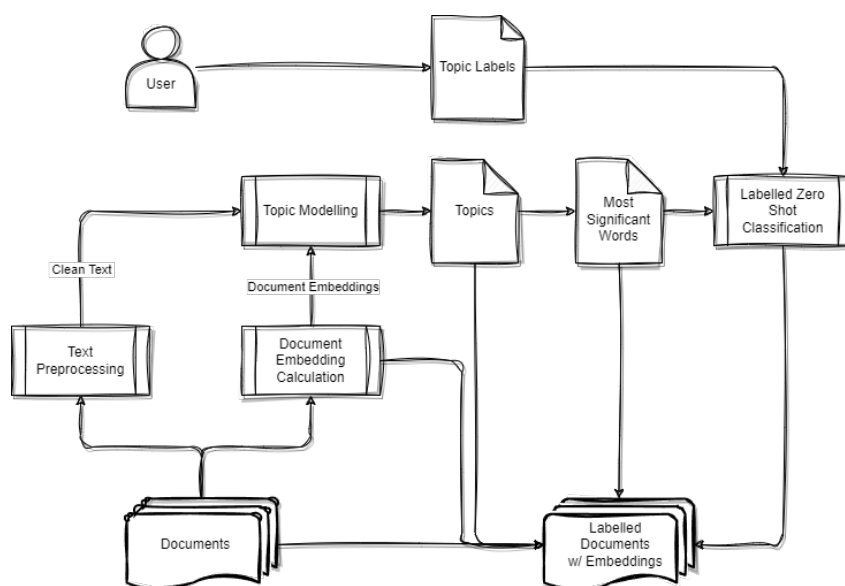 User
Topic Labels
Topic Modelling
Topics
Most
Significant
Words
Labelled Zero
Shot
Classification
Clean Text
Document Embeddings
Text
Preprocessing
Document
Embedding
Calculation
Documents
Labelled
Documents
w/ Embeddings